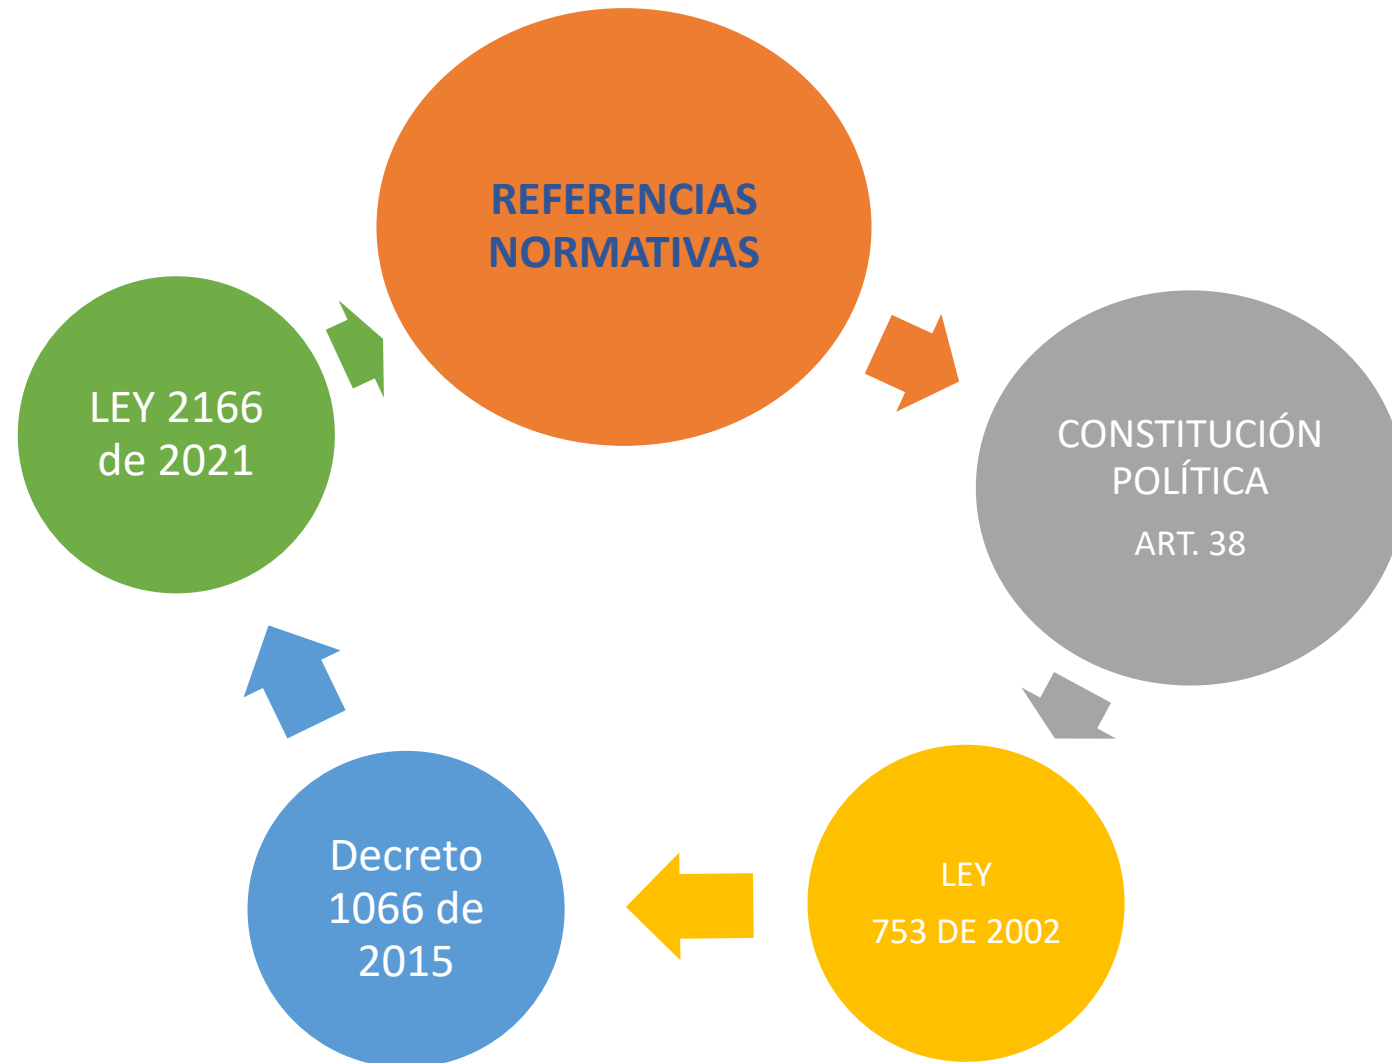 REFERENCIAS
NORMATIVAS
CONSTITUCIÓN
POLÍTICA
ART. 38
LEY
753 DE 2002
Decreto
1066 de
2015
LEY 2166
de 2021